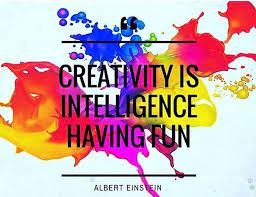 “
CREATIVITY IS
INTELLIGENCE
HAVING FUN
ALBERT EINSTEIN